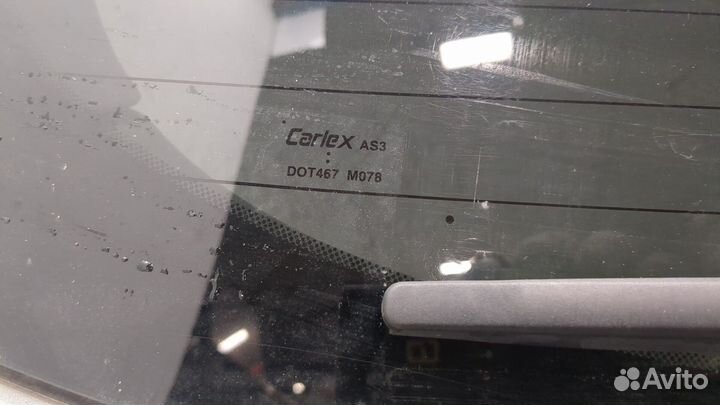 Carlex AS3
DOT467 M078
Avito